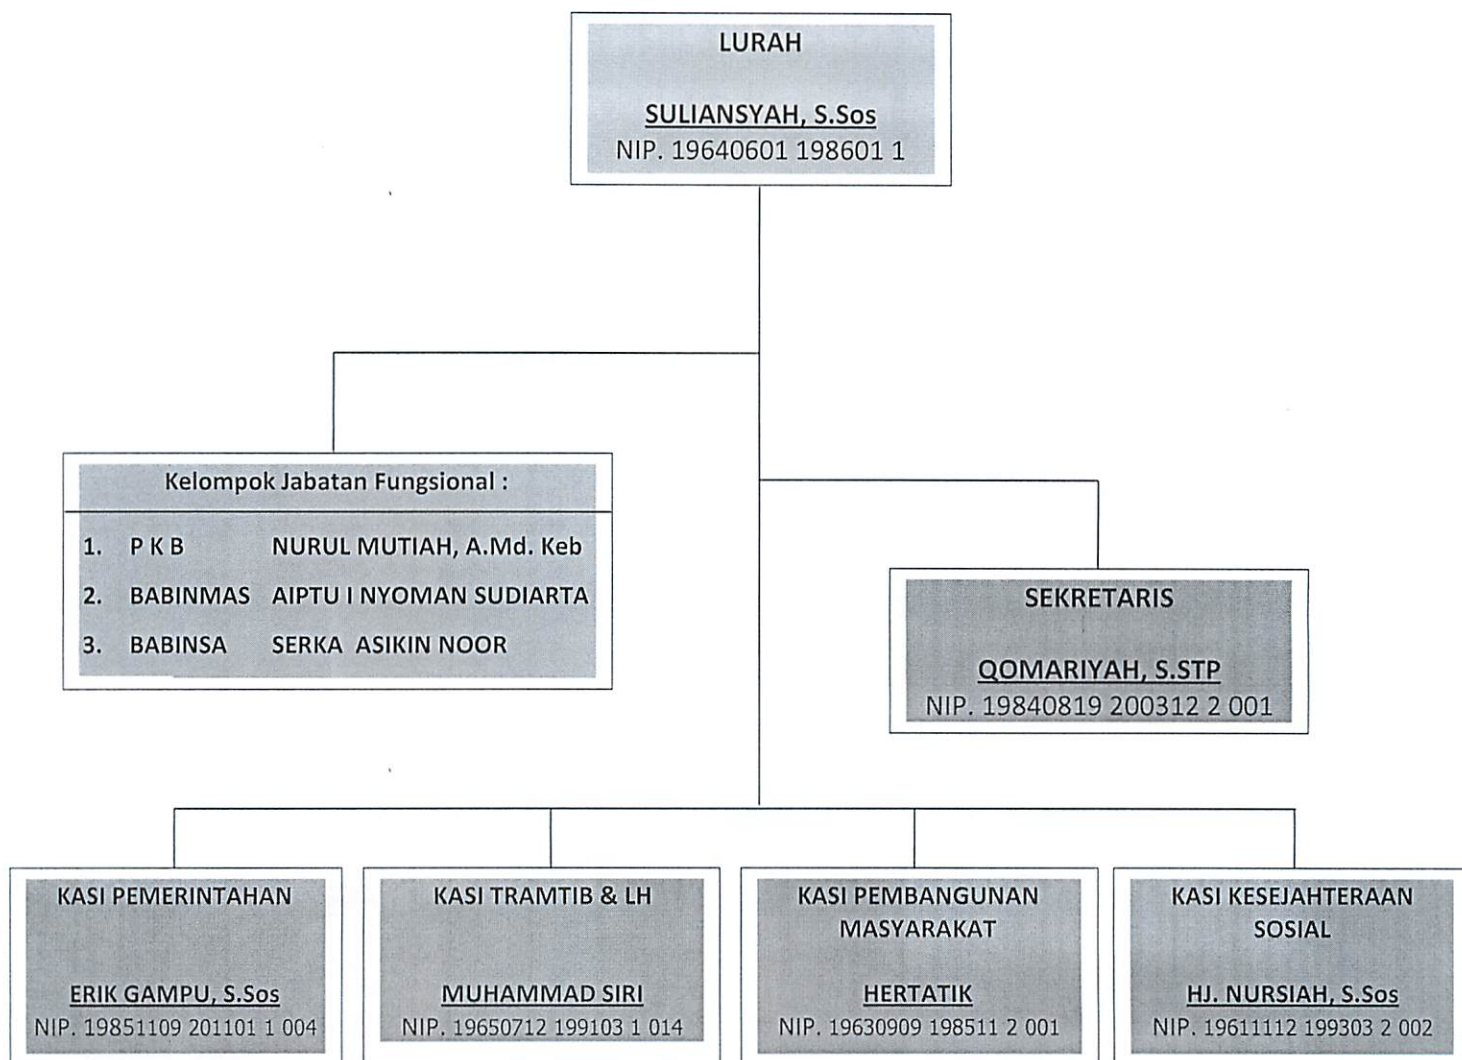 LURAH
SULIANSYAH, S.Sos
NIP. 19640601 198601 1
Kelompok Jabatan Fungsional :
1. P K B NURUL MUTIAH, A.Md. Keb
2. BABINMAS AIPTU I NYOMAN SUDIARTA
3. BABINSA SERKA ASIKIN NOOR
SEKRETARIS
QOMARIYAH, S.STP
NIP. 19840819 200312 2 001
KASI PEMERINTAHAN
ERIK GAMPU, S.Sos
NIP. 19851109 201101 1 004
KASI TRAMTIB & LH
MUHAMMAD SIRI
NIP. 19650712 199103 1 014
KASI PEMBANGUNAN
MASYARAKAT
HERTATIK
NIP. 19630909 198511 2 001
KASI KESEJAHTERAAN
SOSIAL
HJ. NURSIAH, S.Sos
NIP. 19611112 199303 2 002